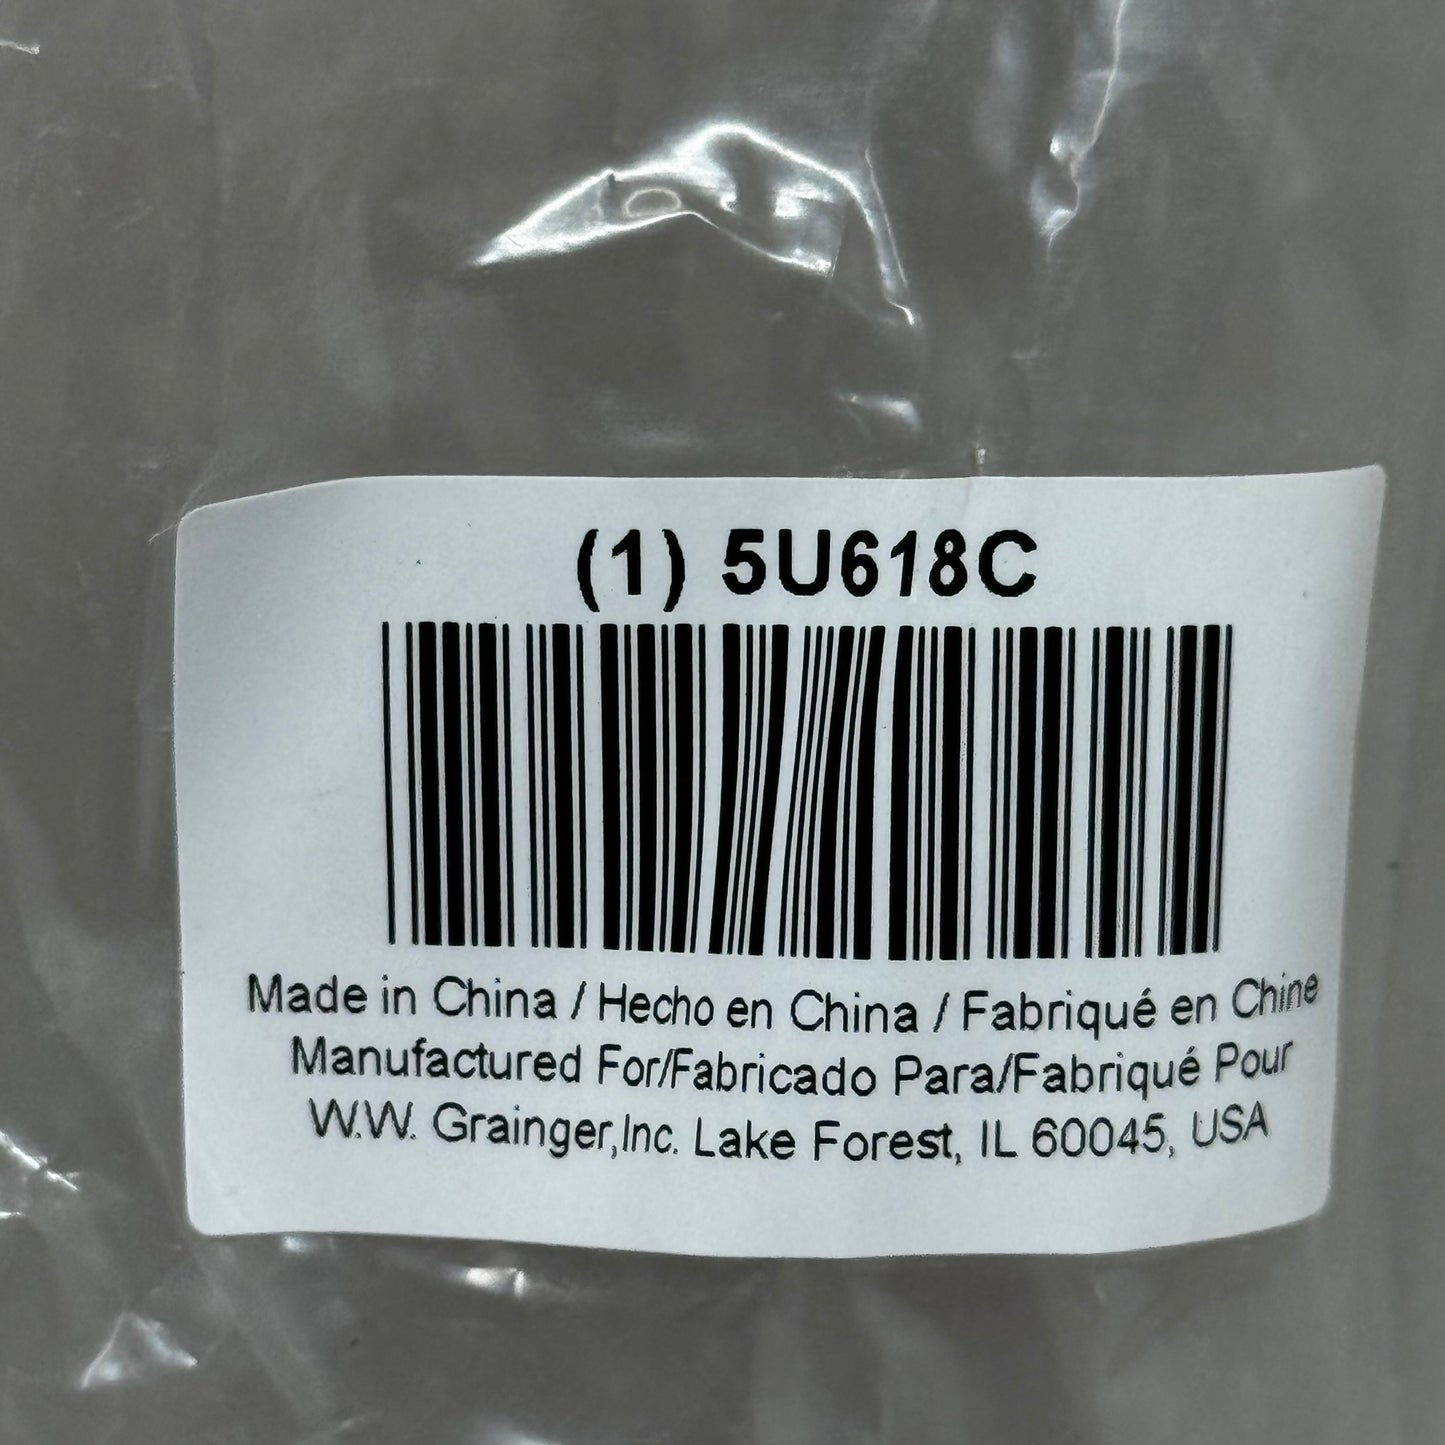 (1) 5U618C
Made in China / Hecho en China / Fabriqué en Chine
Manufactured For/Fabricado Para/Fabriqué Pour
W.W. Grainger,Inc. Lake Forest, IL 60045, USA